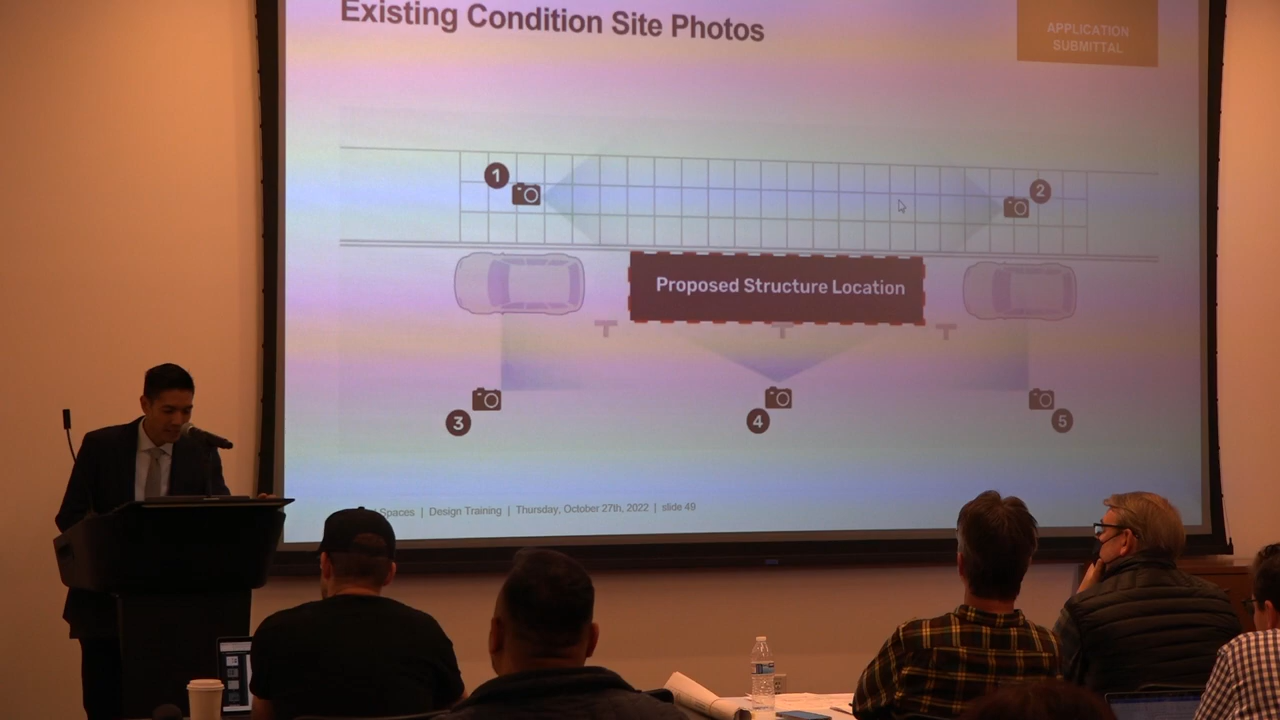 Existing Condition Site Photos
APPLICATION
SUBMITTAL
1
2
Proposed Structure Location
3
4
5
Spaces | Design Training | Thursday, October 27th, 2022 | slide 49